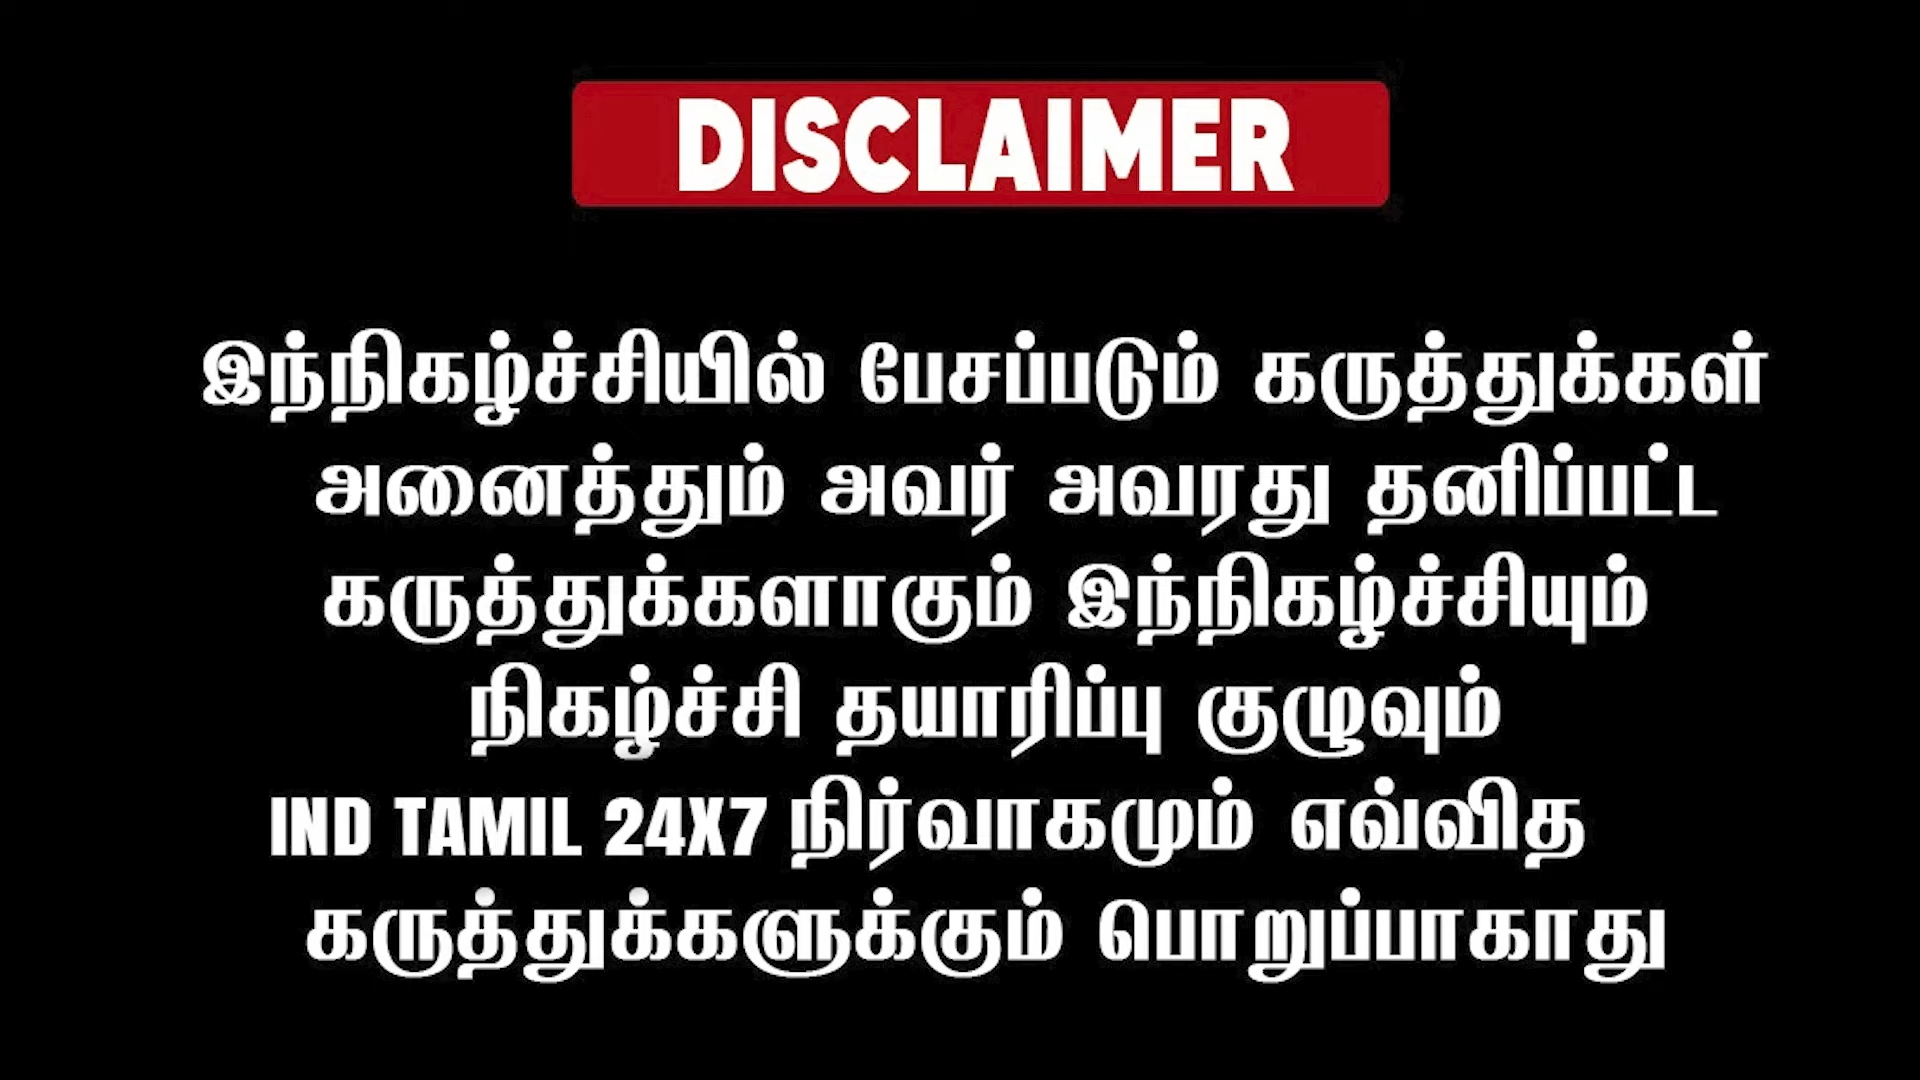 DISCLAIMER
இந்நிகழ்ச்சியில் பேசப்படும் கருத்துக்கள்
அனைத்தும் அவர் அவரது தனிப்பட்ட
கருத்துக்களாகும் இந்நிகழ்ச்சியும்
நிகழ்ச்சி தயாரிப்பு குழுவும்
IND TAMIL 24X7 நிர்வாகமும் எவ்வித
கருத்துக்களுக்கும் பொறுப்பாகாது